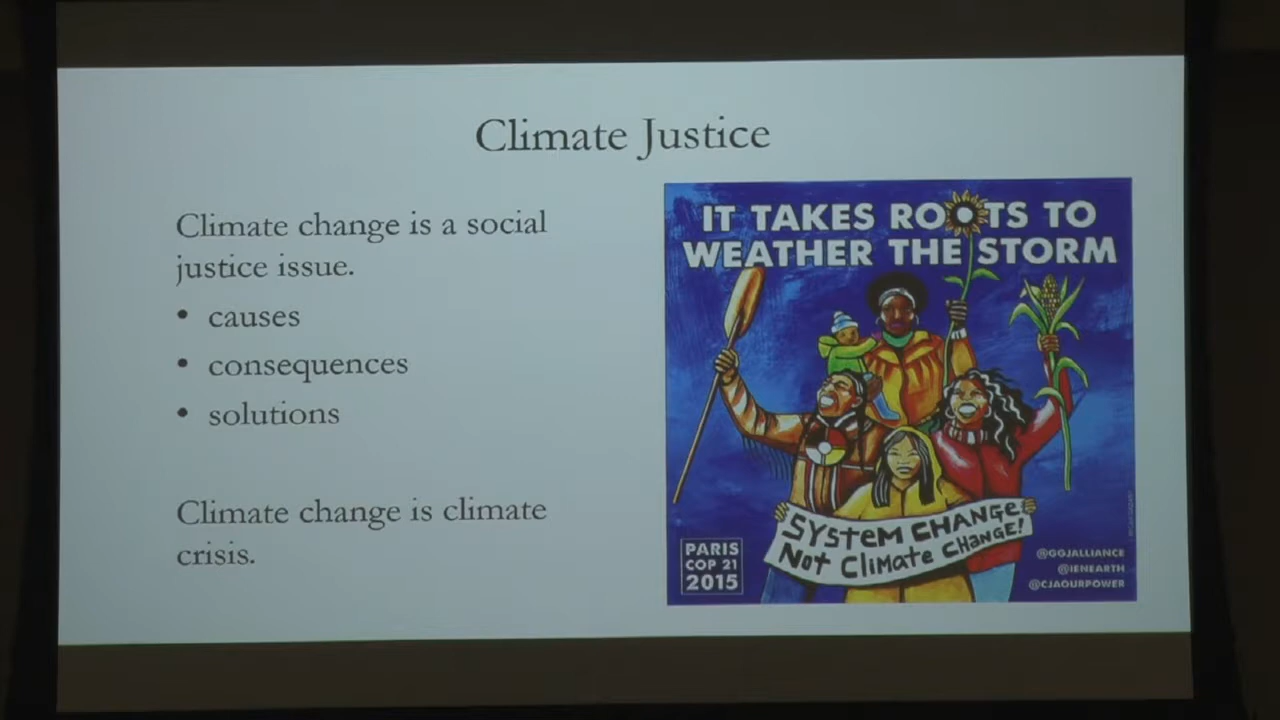 Climate Justice
Climate change is a social
justice issue.
• causes
• consequences
• solutions
Climate change is climate
crisis.
IT TAKES ROOTS TO
WEATHER THE STORM
SYSTEM CHANGE
NOT CLIMATE CHANGE!
PARIS
COP 21
2015
@GGJALLIANCE
@IENEARTH
@CJAOURPOWER